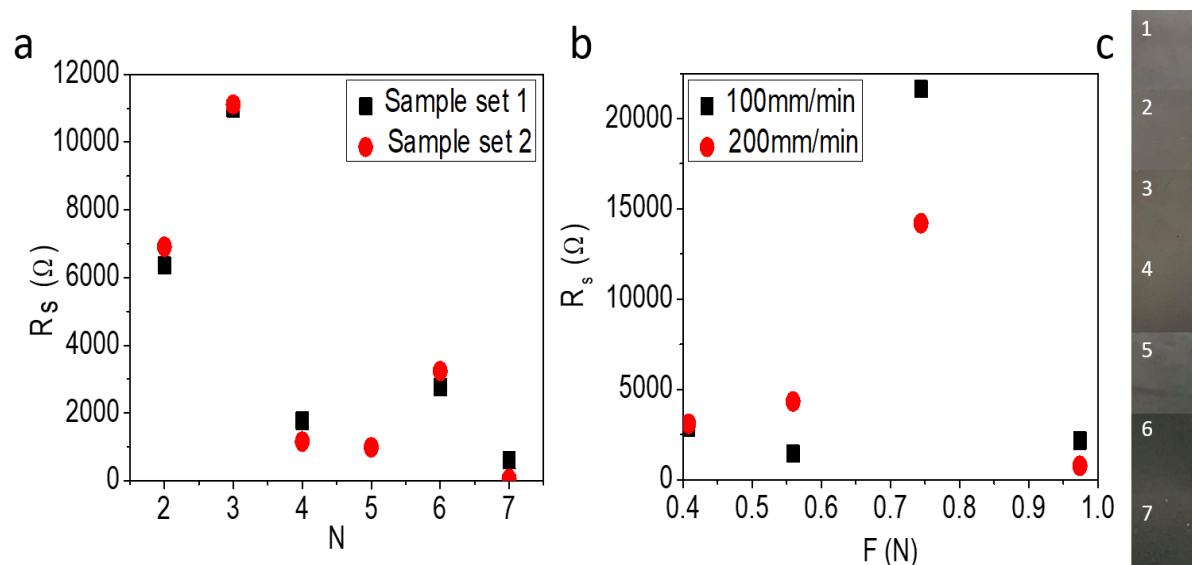 a
12000
10000
8000
6000
4000
2000
0
Rs (Ω)
2 3 4 5 6 7
N
Sample set 1
Sample set 2
b
20000
15000
10000
5000
0
Rs (Ω)
0.4 0.5 0.6 0.7 0.8 0.9 1.0
F (N)
100mm/min
200mm/min
c
1
2
3
4
5
6
7